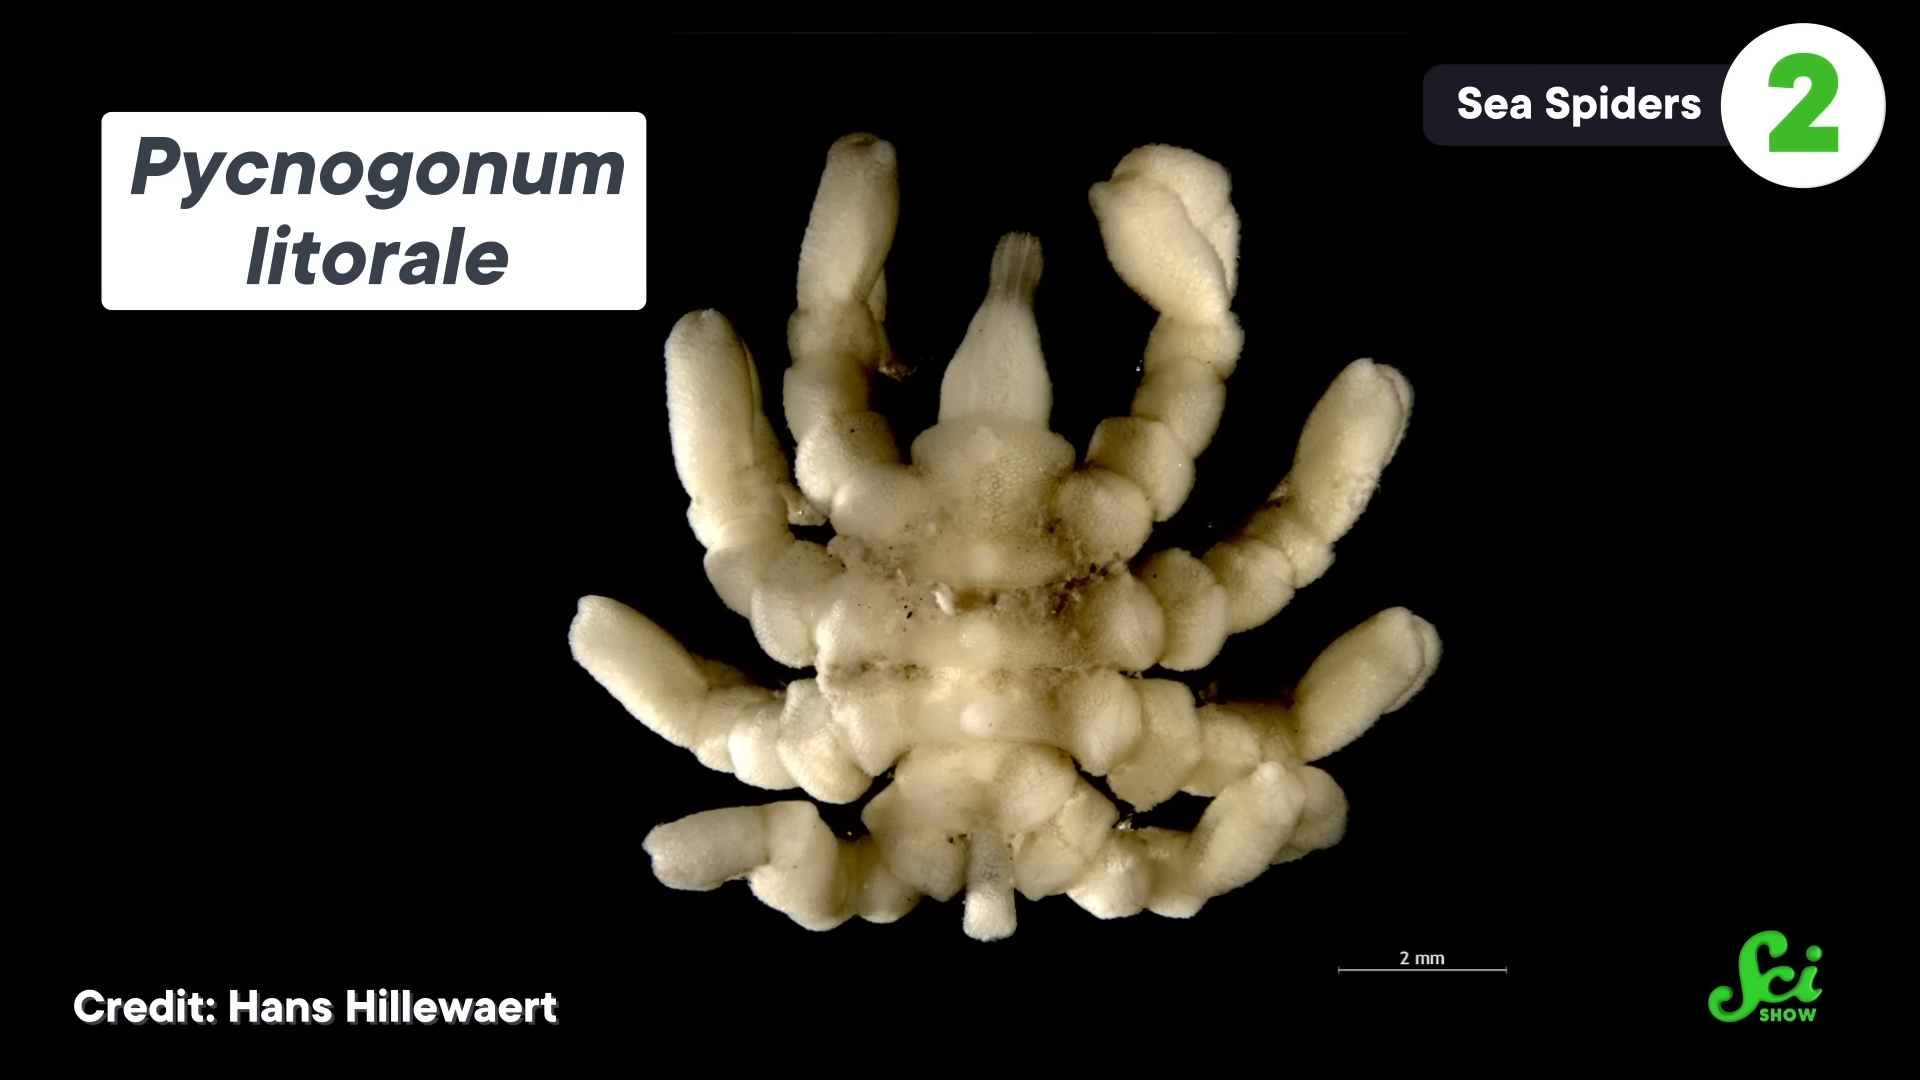 Sea Spiders 2
Pycnogonum
litorale
2 mm
Credit: Hans Hillewaert
Sci
SHOW